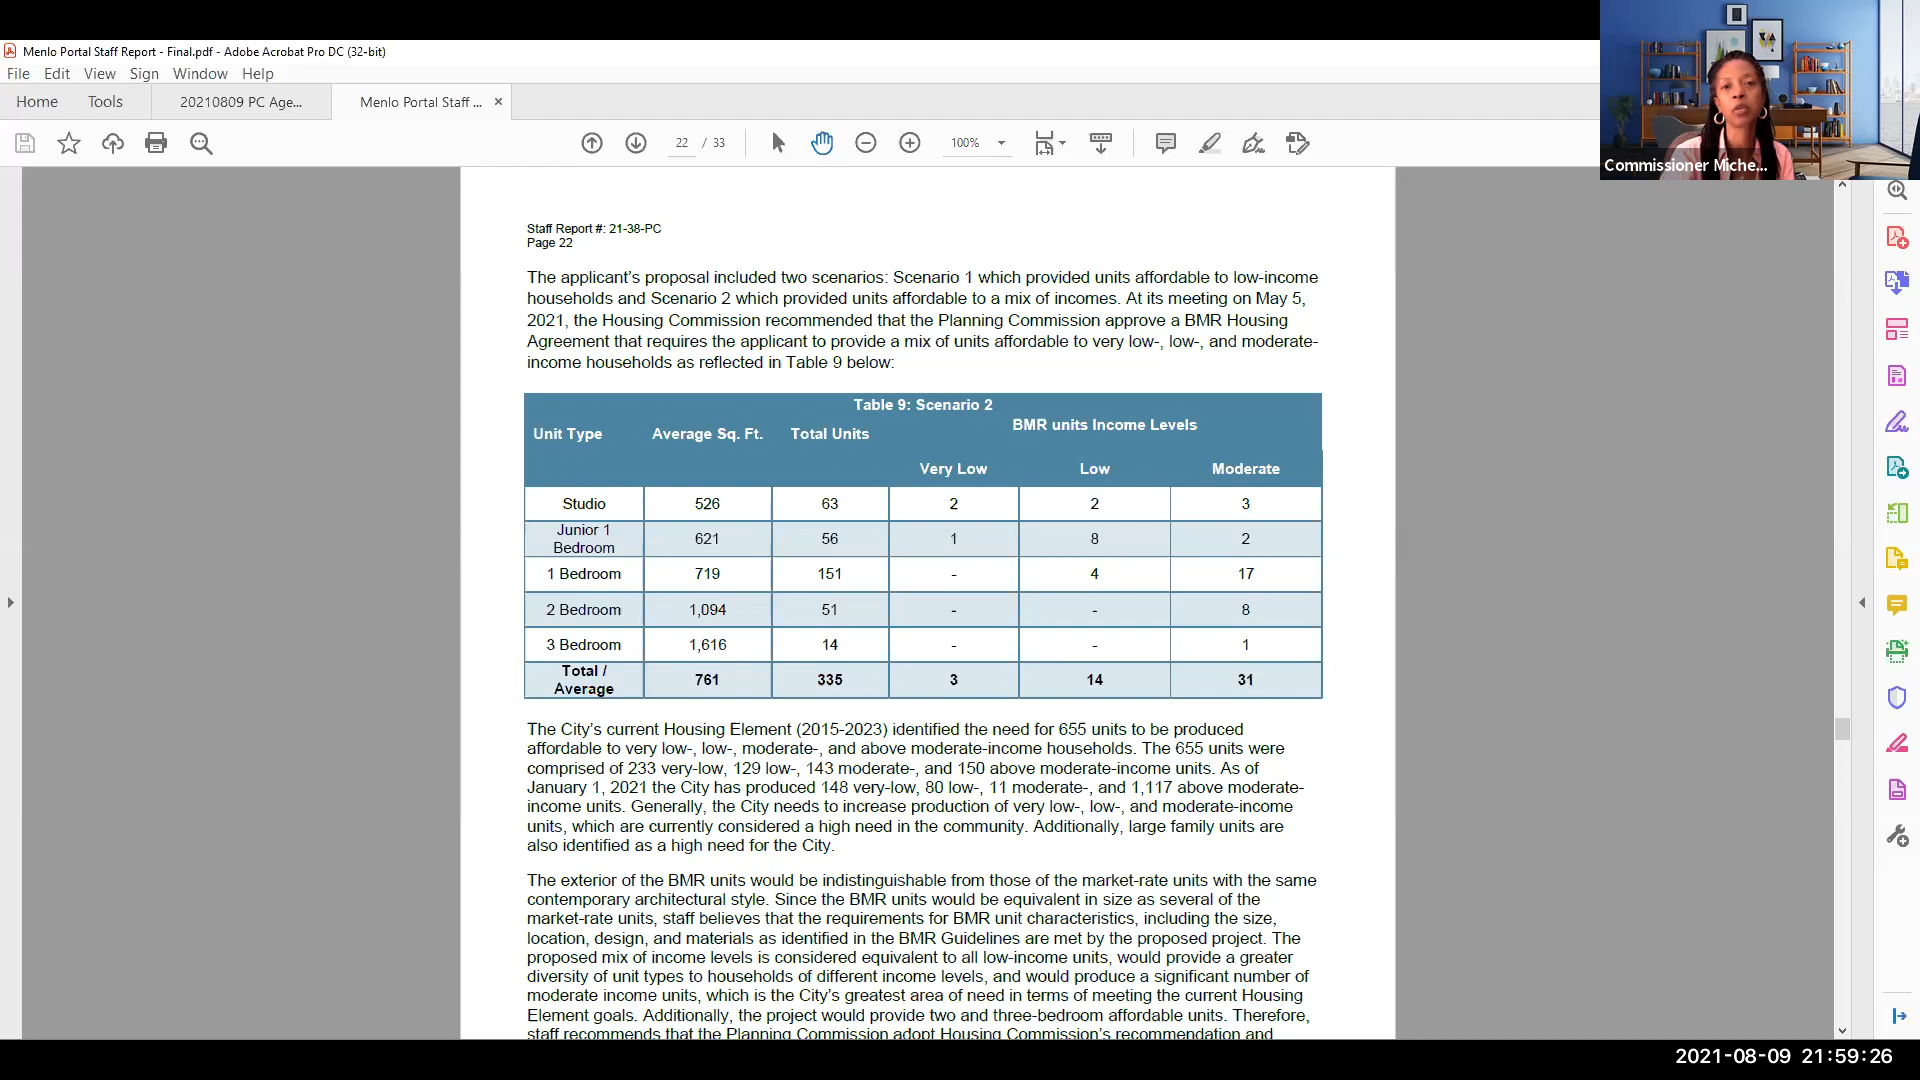 Menlo Portal Staff Report - Final.pdf - Adobe Acrobat Pro DC (32-bit)
File Edit View Sign Window Help
Home Tools 20210809 PC Age... Menlo Portal Staff ... ×
22 / 33 100%
Commissioner Miche...
Staff Report #: 21-38-PC
Page 22
The applicant's proposal included two scenarios: Scenario 1 which provided units affordable to low-income
households and Scenario 2 which provided units affordable to a mix of incomes. At its meeting on May 5,
2021, the Housing Commission recommended that the Planning Commission approve a BMR Housing
Agreement that requires the applicant to provide a mix of units affordable to very low-, low-, and moderate-
income households as reflected in Table 9 below:
Table 9: Scenario 2
Unit Type Average Sq. Ft. Total Units BMR units Income Levels
Very Low Low Moderate
Studio 526 63 2 2 3
Junior 1
Bedroom 621 56 1 8 2
1 Bedroom 719 151 - 4 17
2 Bedroom 1,094 51 - - 8
3 Bedroom 1,616 14 - - 1
Total /
Average 761 335 3 14 31
The City's current Housing Element (2015-2023) identified the need for 655 units to be produced
affordable to very low-, low-, moderate-, and above moderate-income households. The 655 units were
comprised of 233 very-low, 129 low-, 143 moderate-, and 150 above moderate-income units. As of
January 1, 2021 the City has produced 148 very-low, 80 low-, 11 moderate-, and 1,117 above moderate-
income units. Generally, the City needs to increase production of very low-, low-, and moderate-income
units, which are currently considered a high need in the community. Additionally, large family units are
also identified as a high need for the City.
The exterior of the BMR units would be indistinguishable from those of the market-rate units with the same
contemporary architectural style. Since the BMR units would be equivalent in size as several of the
market-rate units, staff believes that the requirements for BMR unit characteristics, including the size,
location, design, and materials as identified in the BMR Guidelines are met by the proposed project. The
proposed mix of income levels is considered equivalent to all low-income units, would provide a greater
diversity of unit types to households of different income levels, and would produce a significant number of
moderate income units, which is the City's greatest area of need in terms of meeting the current Housing
Element goals. Additionally, the project would provide two and three-bedroom affordable units. Therefore,
staff recommends that the Planning Commission adopt Housing Commission's recommendation and
2021-08-09 21:59:26